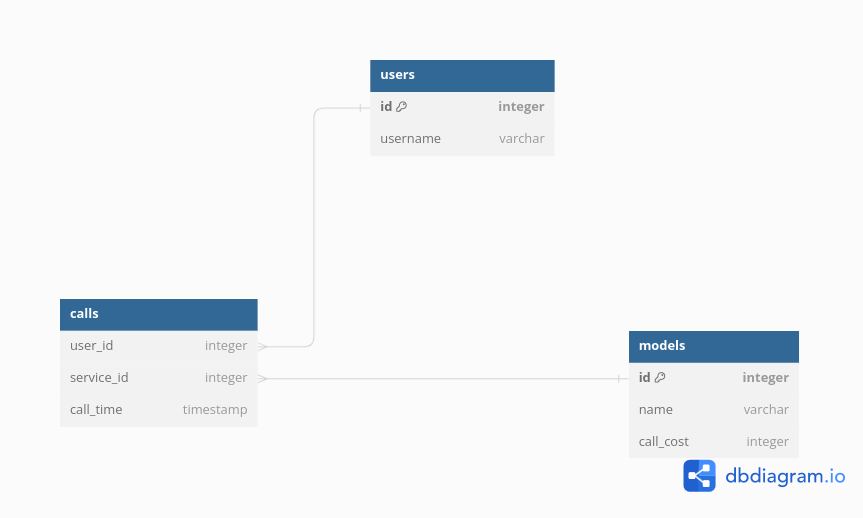 users
id integer
username varchar
calls
user_id integer
service_id integer
call_time timestamp
models
id integer
name varchar
call_cost integer
dbdiagram.io